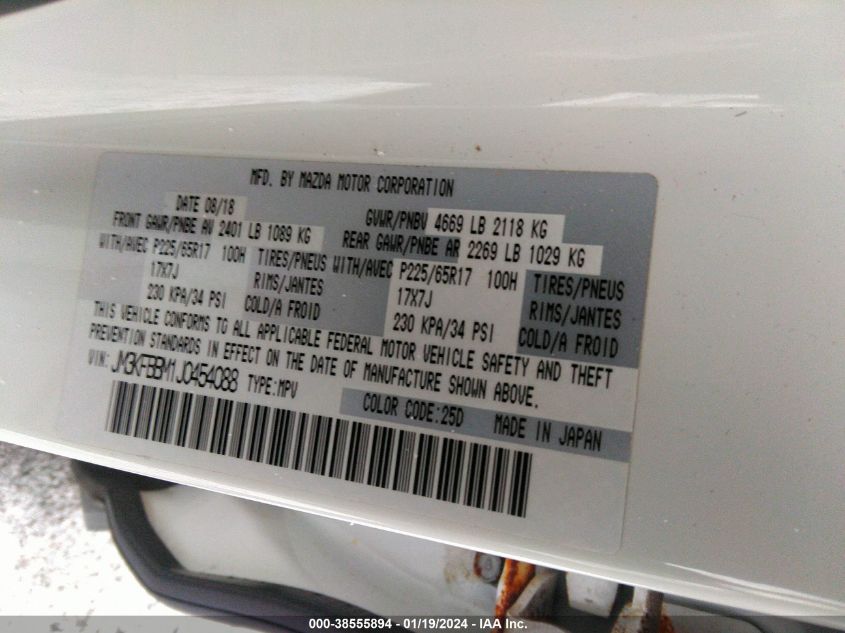 MFD. BY MAZDA MOTOR CORPORATION
DATE 08/18
GVWR/PNBV 4669 LB 2118 KG
FRONT GAWR/PNBE AV 2401 LB 1089 KG
REAR GAWR/PNBE AR 2269 LB 1029 KG
WITH/AVEC P225/65R17 100H TIRES/PNEUS
17X7J RIMS/JANTES
230 KPA/34 PSI COLD/A FROID
WITH/AVEC P225/65R17 100H TIRES/PNEUS
17X7J RIMS/JANTES
230 KPA/34 PSI COLD/A FROID
THIS VEHICLE CONFORMS TO ALL APPLICABLE FEDERAL MOTOR VEHICLE SAFETY AND THEFT
PREVENTION STANDARDS IN EFFECT ON THE DATE OF MANUFACTURE SHOWN ABOVE.
VIN: JM3KFBBM1J0454088 TYPE:MPV
COLOR CODE:25D MADE IN JAPAN
000-38555894 - 01/19/2024 - IAA Inc.